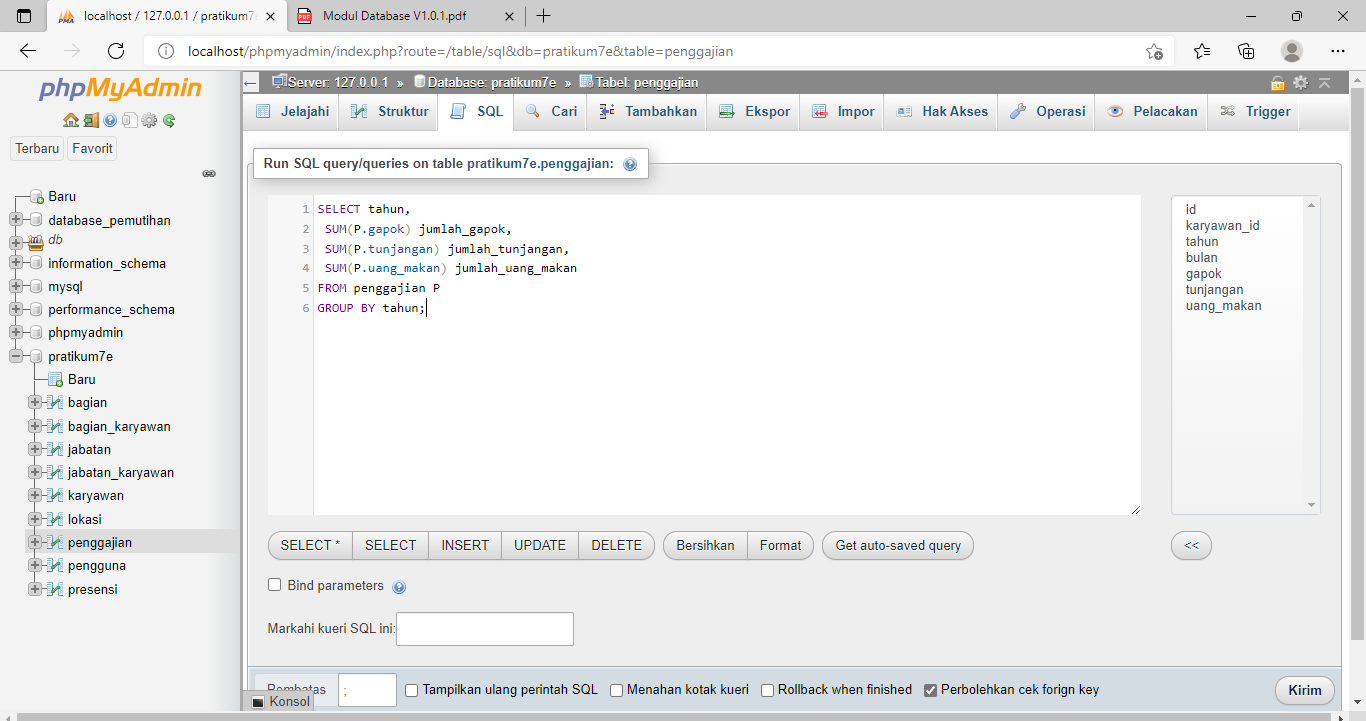 localhost / 127.0.0.1 / pratikum7e
Modul Database V1.0.1.pdf
localhost/phpmyadmin/index.php?route=/table/sql&db=pratikum7e&table=penggajian
phpMyAdmin
Terbaru
Favorit
Baru
database_pemutihan
db
information_schema
mysql
performance_schema
phpmyadmin
pratikum7e
Baru
bagian
bagian_karyawan
jabatan
jabatan_karyawan
karyawan
lokasi
penggajian
pengguna
presensi
Server: 127.0.0.1 » Database: pratikum7e » Tabel: penggajian
Jelajahi
Struktur
SQL
Cari
Tambahkan
Ekspor
Impor
Hak Akses
Operasi
Pelacakan
Trigger
Run SQL query/queries on table pratikum7e.penggajian:
1 SELECT tahun,
2 SUM(P.gapok) jumlah_gapok,
3 SUM(P.tunjangan) jumlah_tunjangan,
4 SUM(P.uang_makan) jumlah_uang_makan
5 FROM penggajian P
6 GROUP BY tahun;
id
karyawan_id
tahun
bulan
gapok
tunjangan
uang_makan
SELECT *
SELECT
INSERT
UPDATE
DELETE
Bersihkan
Format
Get auto-saved query
<<
Bind parameters
Markahi kueri SQL ini:
Pembatas
;
Tampilkan ulang perintah SQL
Menahan kotak kueri
Rollback when finished
Perbolehkan cek forign key
Kirim
Konsol